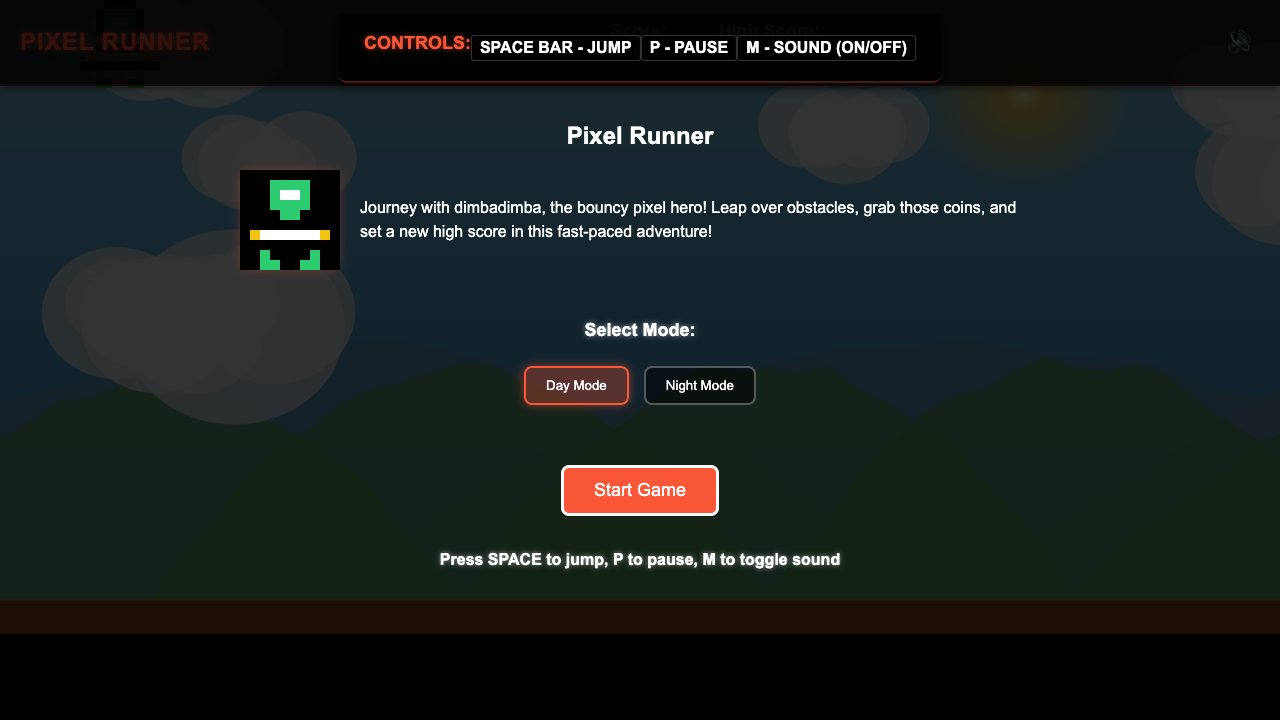 PIXEL RUNNER
Score: High Score:
CONTROLS: SPACE BAR - JUMP P - PAUSE M - SOUND (ON/OFF)
Pixel Runner
Journey with dimbadimba, the bouncy pixel hero! Leap over obstacles, grab those coins, and
set a new high score in this fast-paced adventure!
Select Mode:
Day Mode Night Mode
Start Game
Press SPACE to jump, P to pause, M to toggle sound